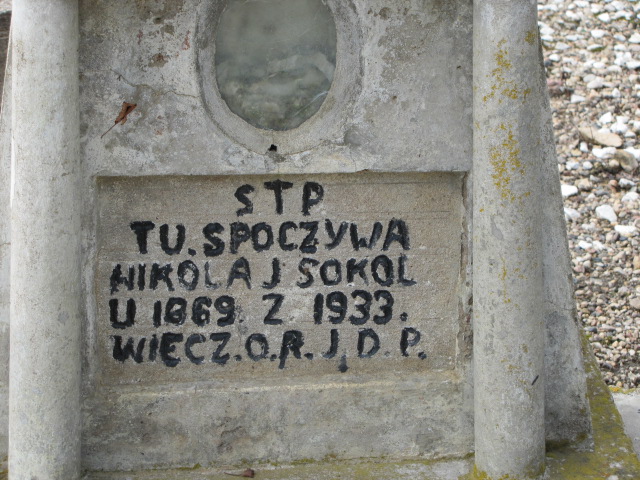 STP
TU. SPOCZYWA
NIKOLAJ SOKOL
U 1869. Z 1933.
WIECZ. O. R. J. D. P.